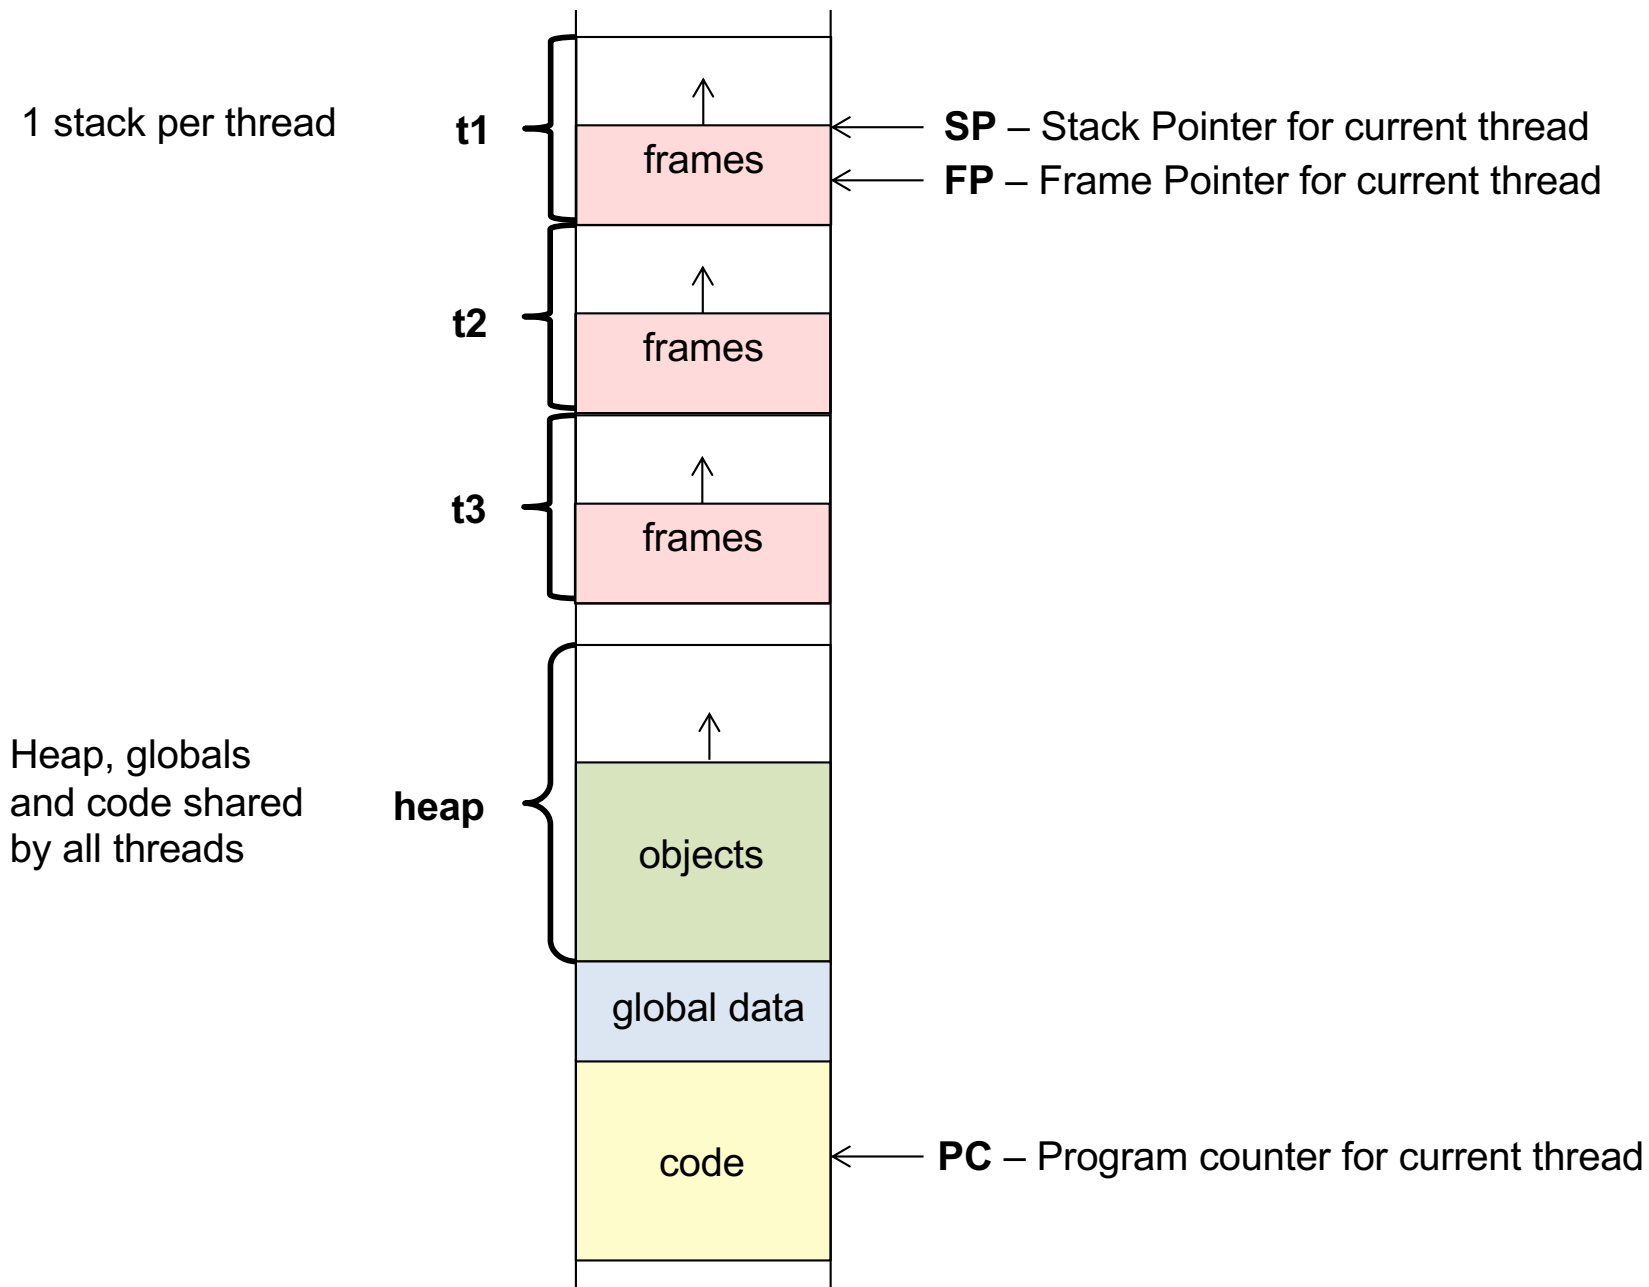 1 stack per thread
t1
frames
SP – Stack Pointer for current thread
FP – Frame Pointer for current thread
t2
frames
t3
frames
Heap, globals
and code shared
by all threads
heap
objects
global data
code
PC – Program counter for current thread